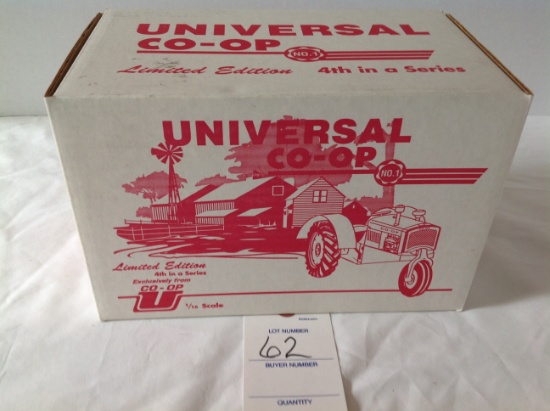 UNIVERSAL
CO-OP
NO.1
Limited Edition 4th in a Series
UNIVERSAL
CO-OP
NO.1
Limited Edition
4th in a Series
Exclusively from
CO-OP
U 1/16 Scale
LOT NUMBER
62
BUYER NUMBER
QUANTITY